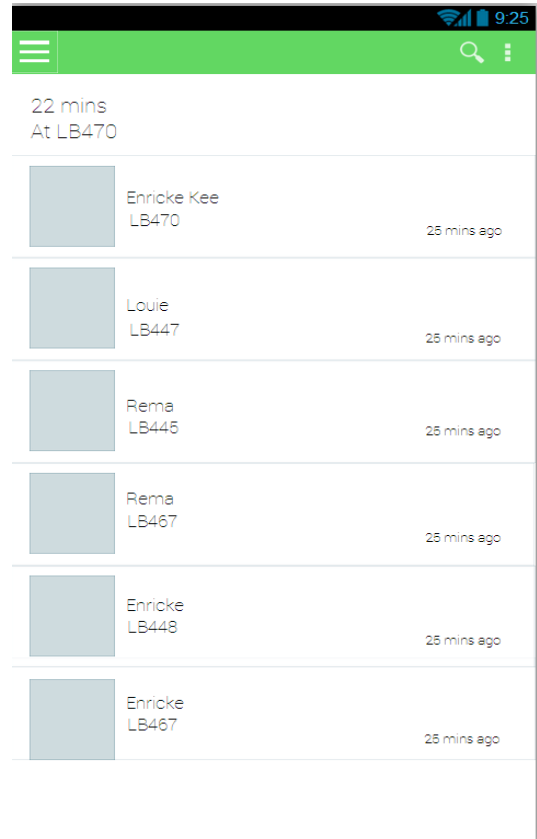 9:25
22 mins
At LB470
Enricke Kee
LB470
25 mins ago
Louie
LB447
25 mins ago
Rema
LB445
25 mins ago
Rema
LB467
25 mins ago
Enricke
LB448
25 mins ago
Enricke
LB467
25 mins ago